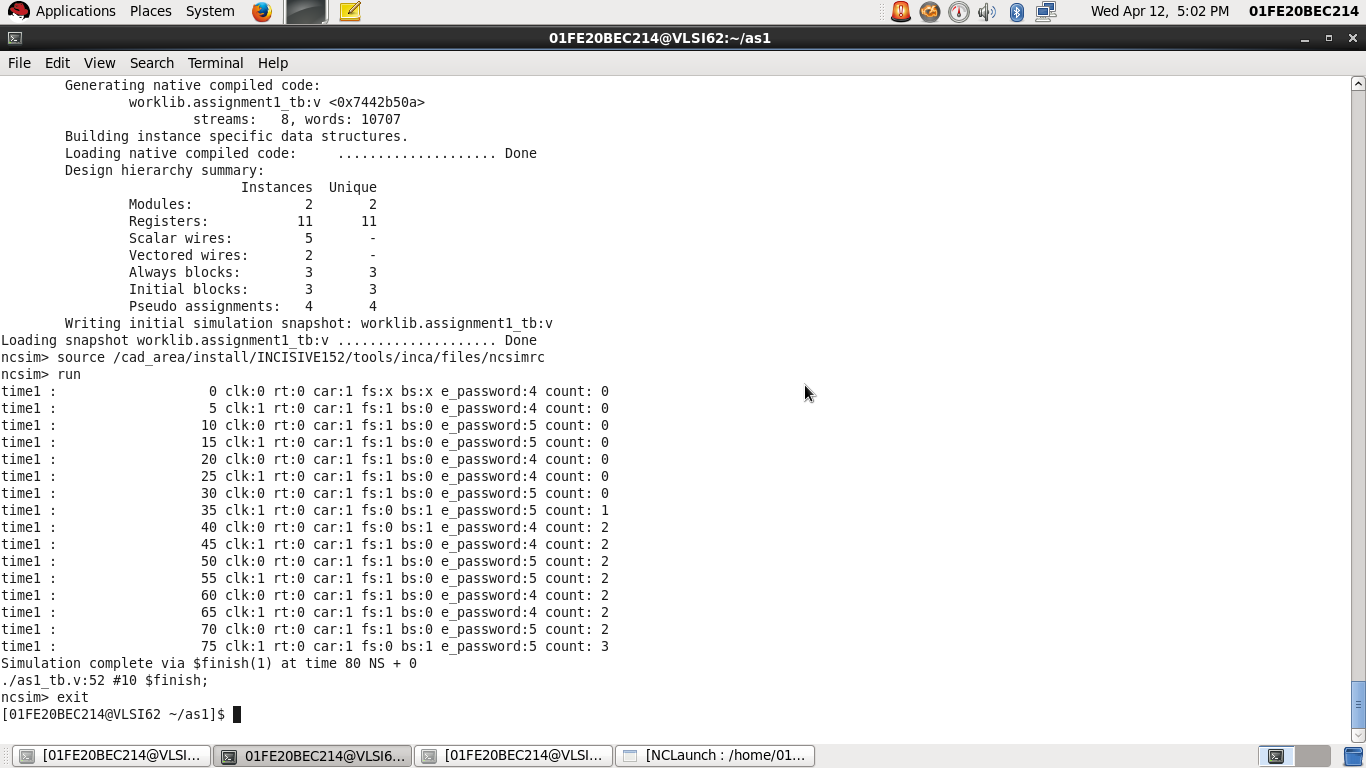 Applications Places System Wed Apr 12, 5:02 PM 01FE20BEC214
01FE20BEC214@VLSI62:~/as1
File Edit View Search Terminal Help
Generating native compiled code:
worklib.assignment1_tb:v <0x7442b50a>
streams: 8, words: 10707
Building instance specific data structures.
Loading native compiled code: .................... Done
Design hierarchy summary:
Instances Unique
Modules: 2 2
Registers: 11 11
Scalar wires: 5 -
Vectored wires: 2 -
Always blocks: 3 3
Initial blocks: 3 3
Pseudo assignments: 4 4
Writing initial simulation snapshot: worklib.assignment1_tb:v
Loading snapshot worklib.assignment1_tb:v .................... Done
ncsim> source /cad_area/install/INCISIVE152/tools/inca/files/ncsimrc
ncsim> run
time1 : 0 clk:0 rt:0 car:1 fs:x bs:x e_password:4 count: 0
time1 : 5 clk:1 rt:0 car:1 fs:1 bs:0 e_password:4 count: 0
time1 : 10 clk:0 rt:0 car:1 fs:1 bs:0 e_password:5 count: 0
time1 : 15 clk:1 rt:0 car:1 fs:1 bs:0 e_password:5 count: 0
time1 : 20 clk:0 rt:0 car:1 fs:1 bs:0 e_password:4 count: 0
time1 : 25 clk:1 rt:0 car:1 fs:1 bs:0 e_password:4 count: 0
time1 : 30 clk:0 rt:0 car:1 fs:1 bs:0 e_password:5 count: 0
time1 : 35 clk:1 rt:0 car:1 fs:0 bs:1 e_password:5 count: 1
time1 : 40 clk:0 rt:0 car:1 fs:0 bs:1 e_password:4 count: 2
time1 : 45 clk:1 rt:0 car:1 fs:1 bs:0 e_password:4 count: 2
time1 : 50 clk:0 rt:0 car:1 fs:1 bs:0 e_password:5 count: 2
time1 : 55 clk:1 rt:0 car:1 fs:1 bs:0 e_password:5 count: 2
time1 : 60 clk:0 rt:0 car:1 fs:1 bs:0 e_password:4 count: 2
time1 : 65 clk:1 rt:0 car:1 fs:1 bs:0 e_password:4 count: 2
time1 : 70 clk:0 rt:0 car:1 fs:1 bs:0 e_password:5 count: 2
time1 : 75 clk:1 rt:0 car:1 fs:0 bs:1 e_password:5 count: 3
Simulation complete via $finish(1) at time 80 NS + 0
./as1_tb.v:52 #10 $finish;
ncsim> exit
[01FE20BEC214@VLSI62 ~/as1]$
[01FE20BEC214@VLSI... 01FE20BEC214@VLSI6... [01FE20BEC214@VLSI... [NCLaunch : /home/01...